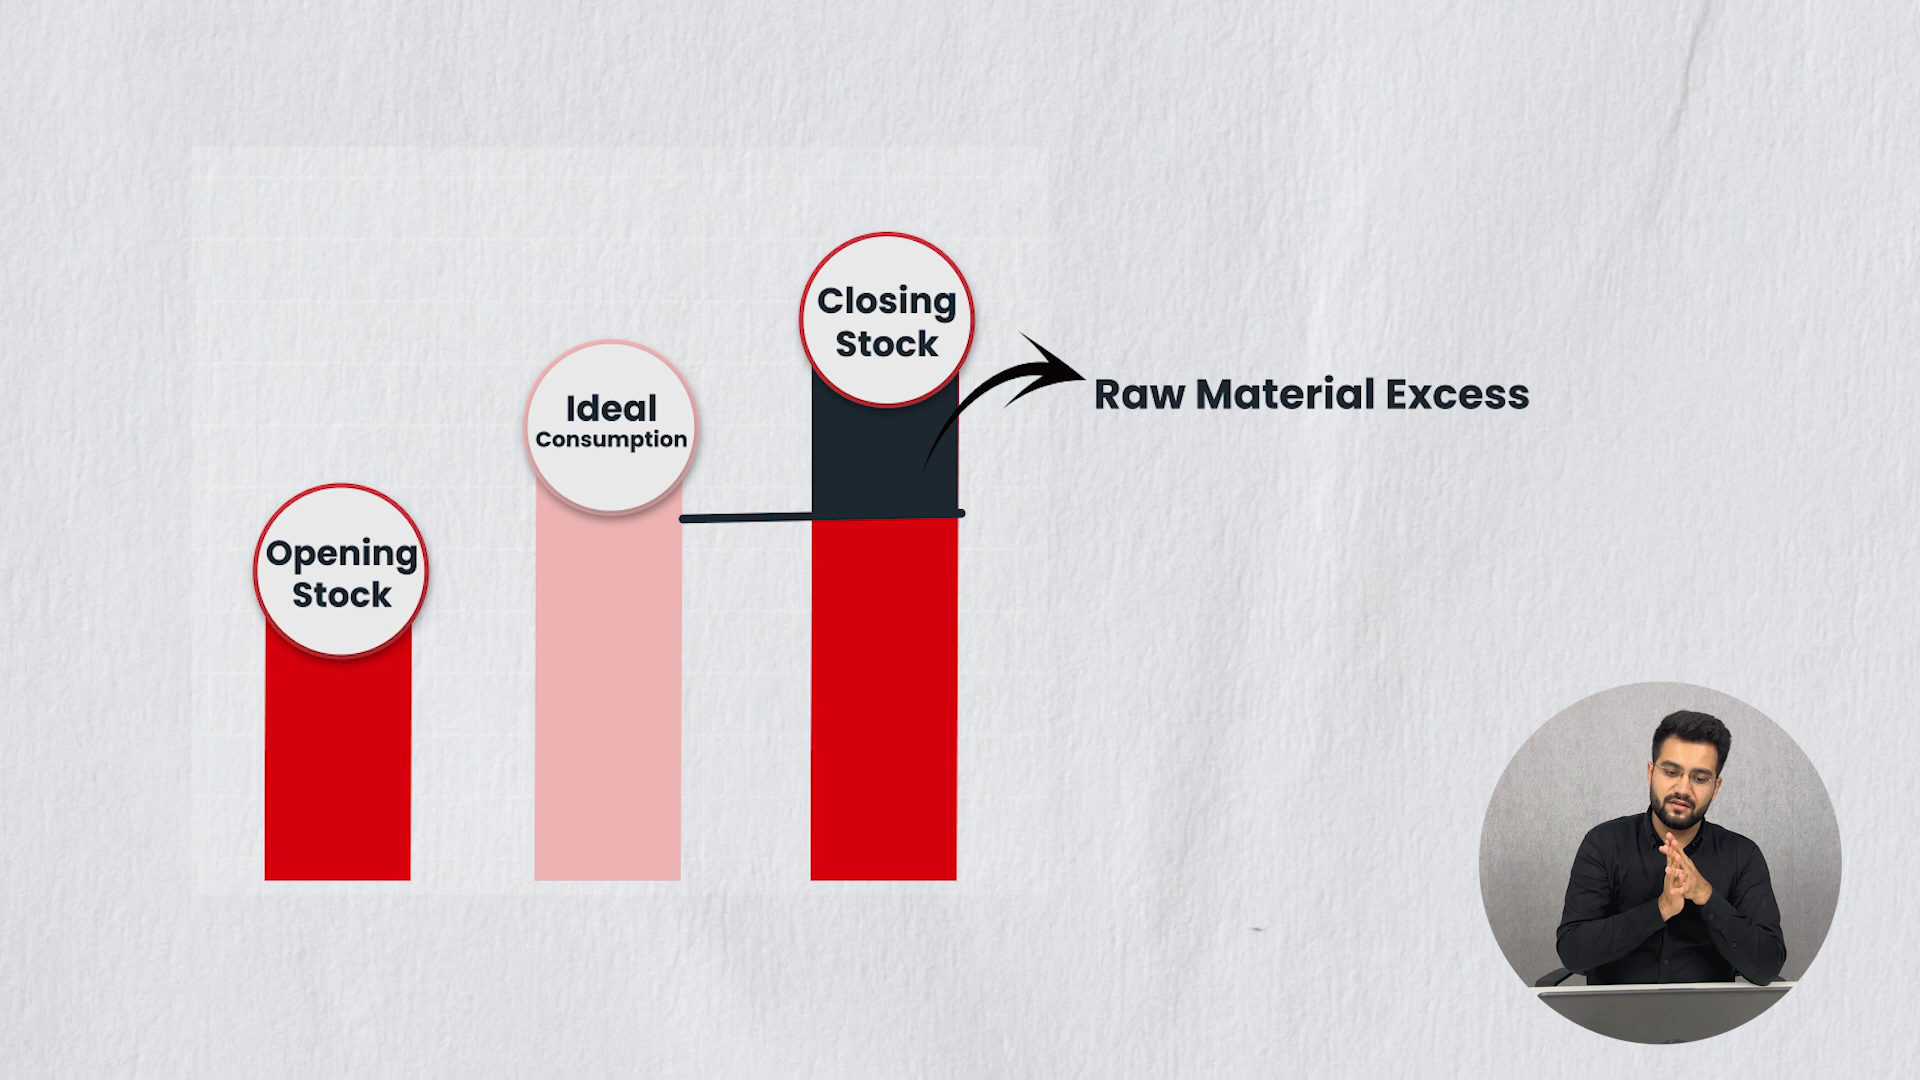 Closing
Stock
Raw Material Excess
Ideal
Consumption
Opening
Stock